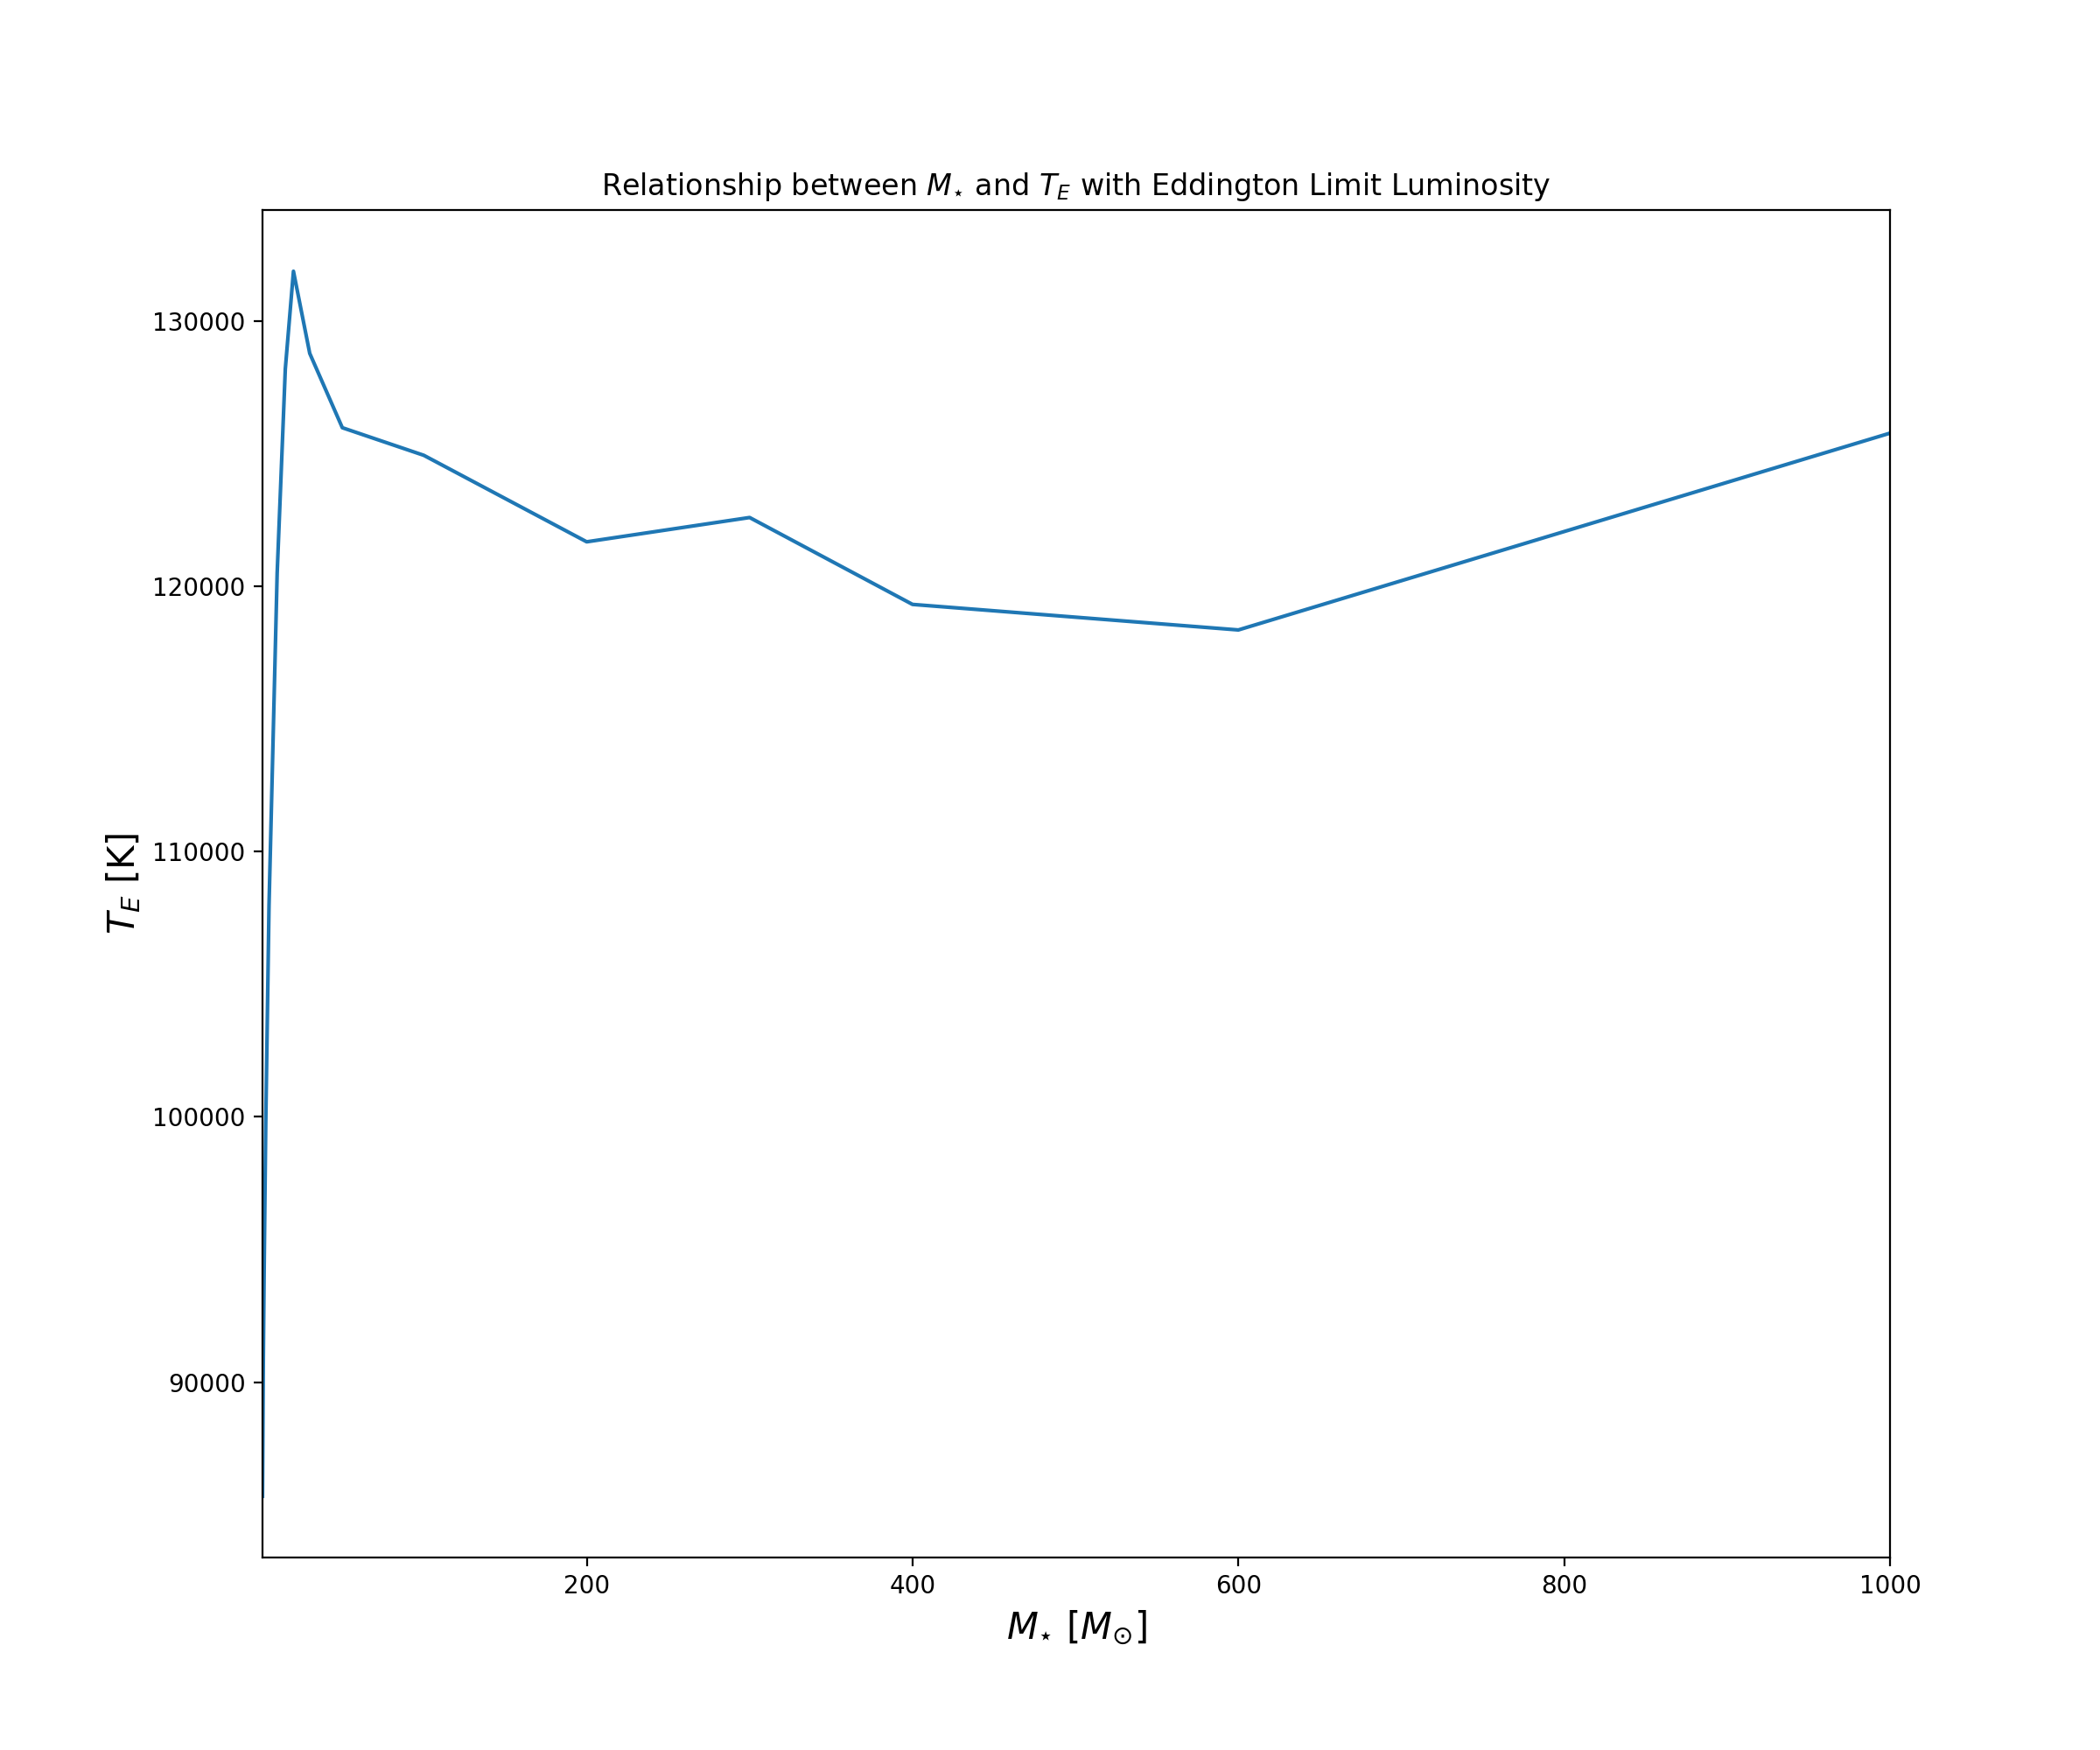 Relationship between M⋆ and T_E with Eddington Limit Luminosity
T_E [K]
130000
120000
110000
100000
90000
200 400 600 800 1000
M⋆ [M⊙]